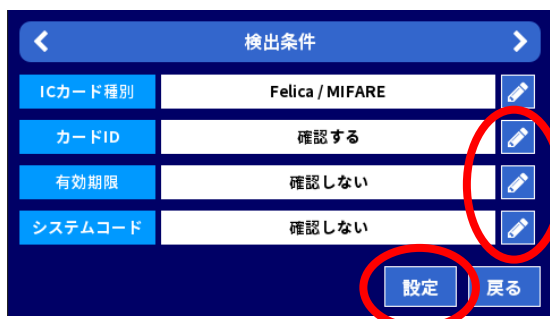 検出条件
ICカード種別 Felica / MIFARE
カードID 確認する
有効期限 確認しない
システムコード 確認しない
設定 戻る